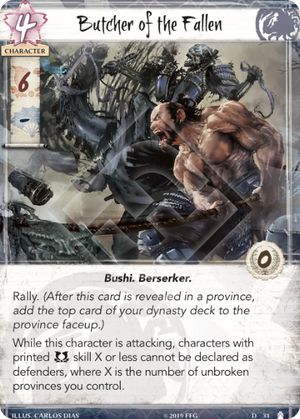 4
Butcher of the Fallen
CHARACTER
6
-
0
Bushi. Berserker.
Rally. (After this card is revealed in a province,
add the top card of your dynasty deck to the
province faceup.)
While this character is attacking, characters with
printed skill X or less cannot be declared as
defenders, where X is the number of unbroken
provinces you control.
ILLUS. CARLOS DIAS
©2019 FFG
D 31